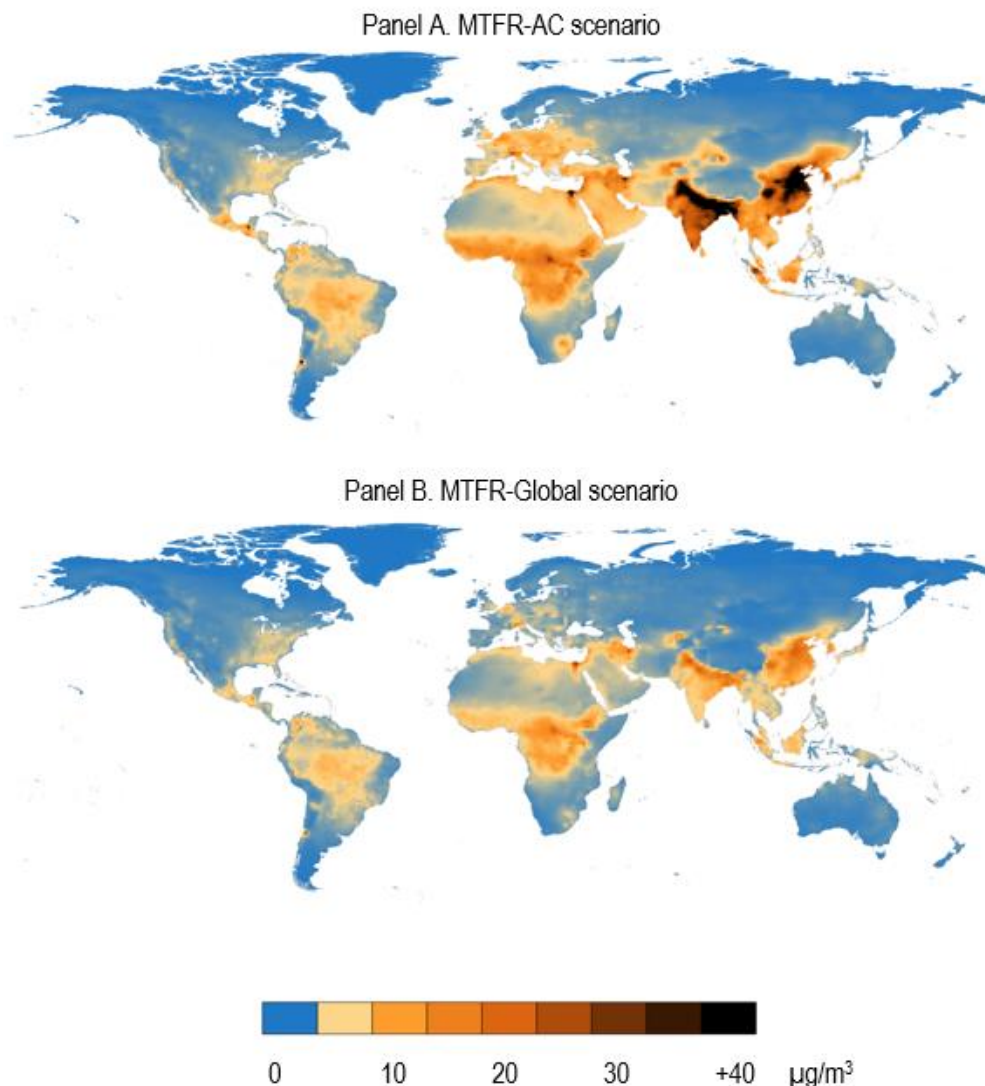 Panel A. MTFR-AC scenario
Panel B. MTFR-Global scenario
0 10 20 30 +40 µg/m³